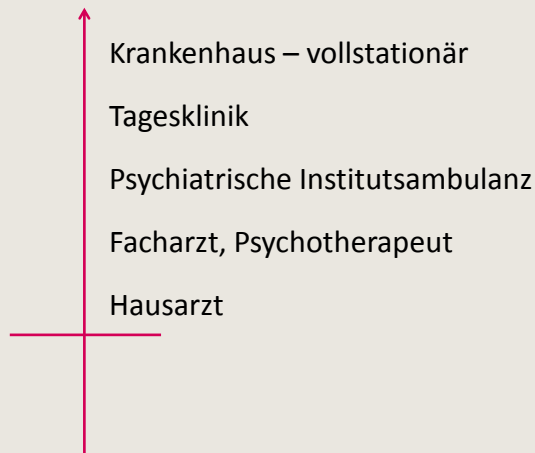 Krankenhaus – vollstationär
Tagesklinik
Psychiatrische Institutsambulanz
Facharzt, Psychotherapeut
Hausarzt